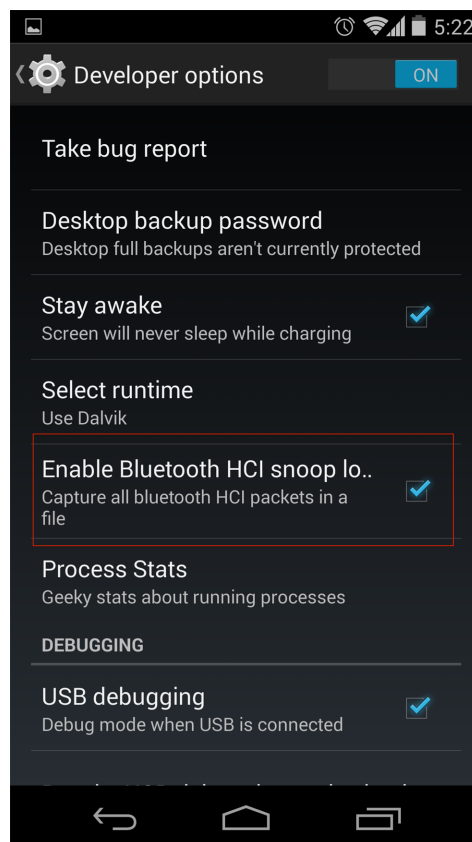 5:22
Developer options
ON
Take bug report
Desktop backup password
Desktop full backups aren't currently protected
Stay awake
Screen will never sleep while charging
Select runtime
Use Dalvik
Enable Bluetooth HCI snoop lo..
Capture all bluetooth HCI packets in a
file
Process Stats
Geeky stats about running processes
DEBUGGING
USB debugging
Debug mode when USB is connected